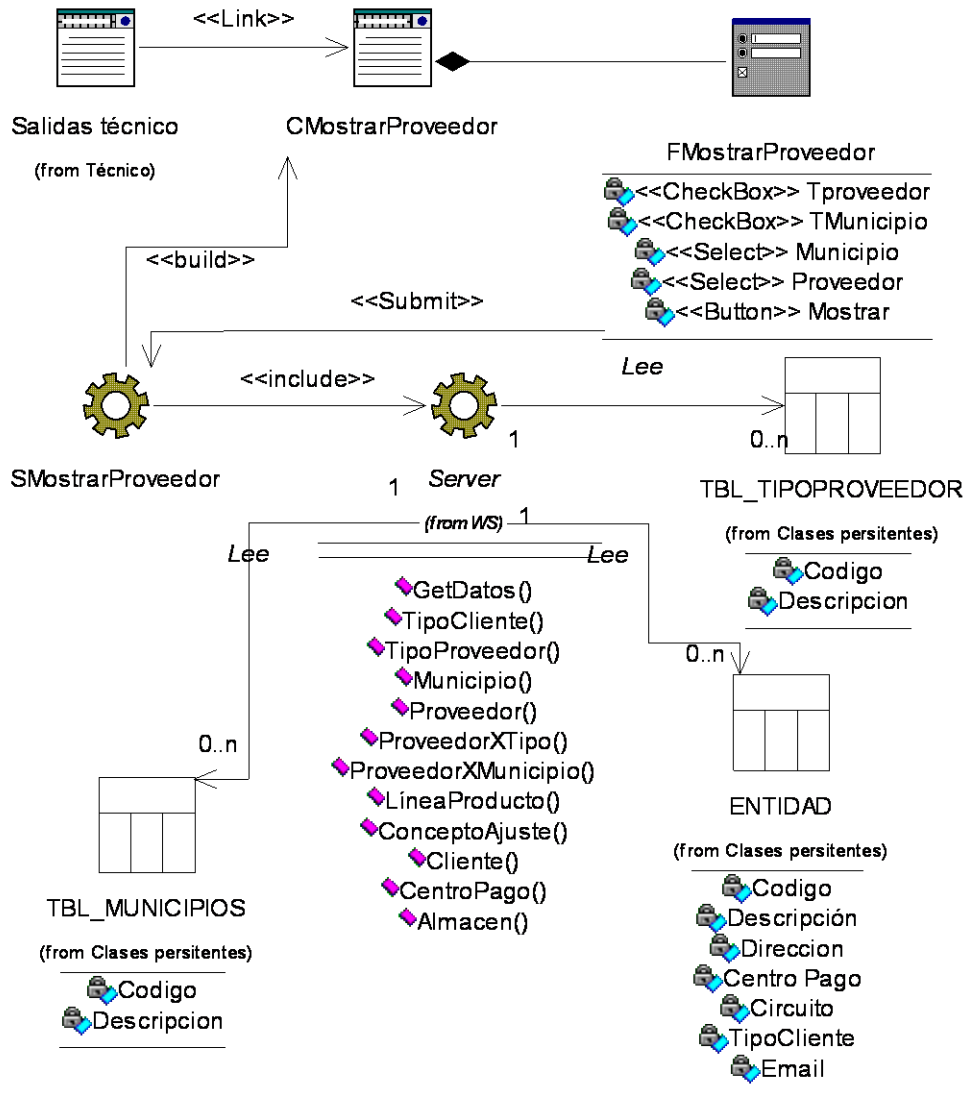 <<Link>>
Salidas técnico
(from Técnico)
CMostrarProveedor
FMostrarProveedor
<<CheckBox>> Tproveedor
<<CheckBox>> TMunicipio
<<Select>> Municipio
<<Select>> Proveedor
<<Button>> Mostrar
<<build>>
<<Submit>>
<<include>>
Lee
1
0..n
SMostrarProveedor
Server
(from WS)
1
1
Lee
Lee
TBL_TIPOPROVEEDOR
(from Clases persitentes)
Codigo
Descripcion
GetDatos()
TipoCliente()
TipoProveedor()
Municipio()
Proveedor()
ProveedorXTipo()
ProveedorXMunicipio()
LíneaProducto()
ConceptoAjuste()
Cliente()
CentroPago()
Almacen()
0..n
0..n
TBL_MUNICIPIOS
(from Clases persitentes)
Codigo
Descripcion
ENTIDAD
(from Clases persitentes)
Codigo
Descripción
Direccion
Centro Pago
Circuito
TipoCliente
Email